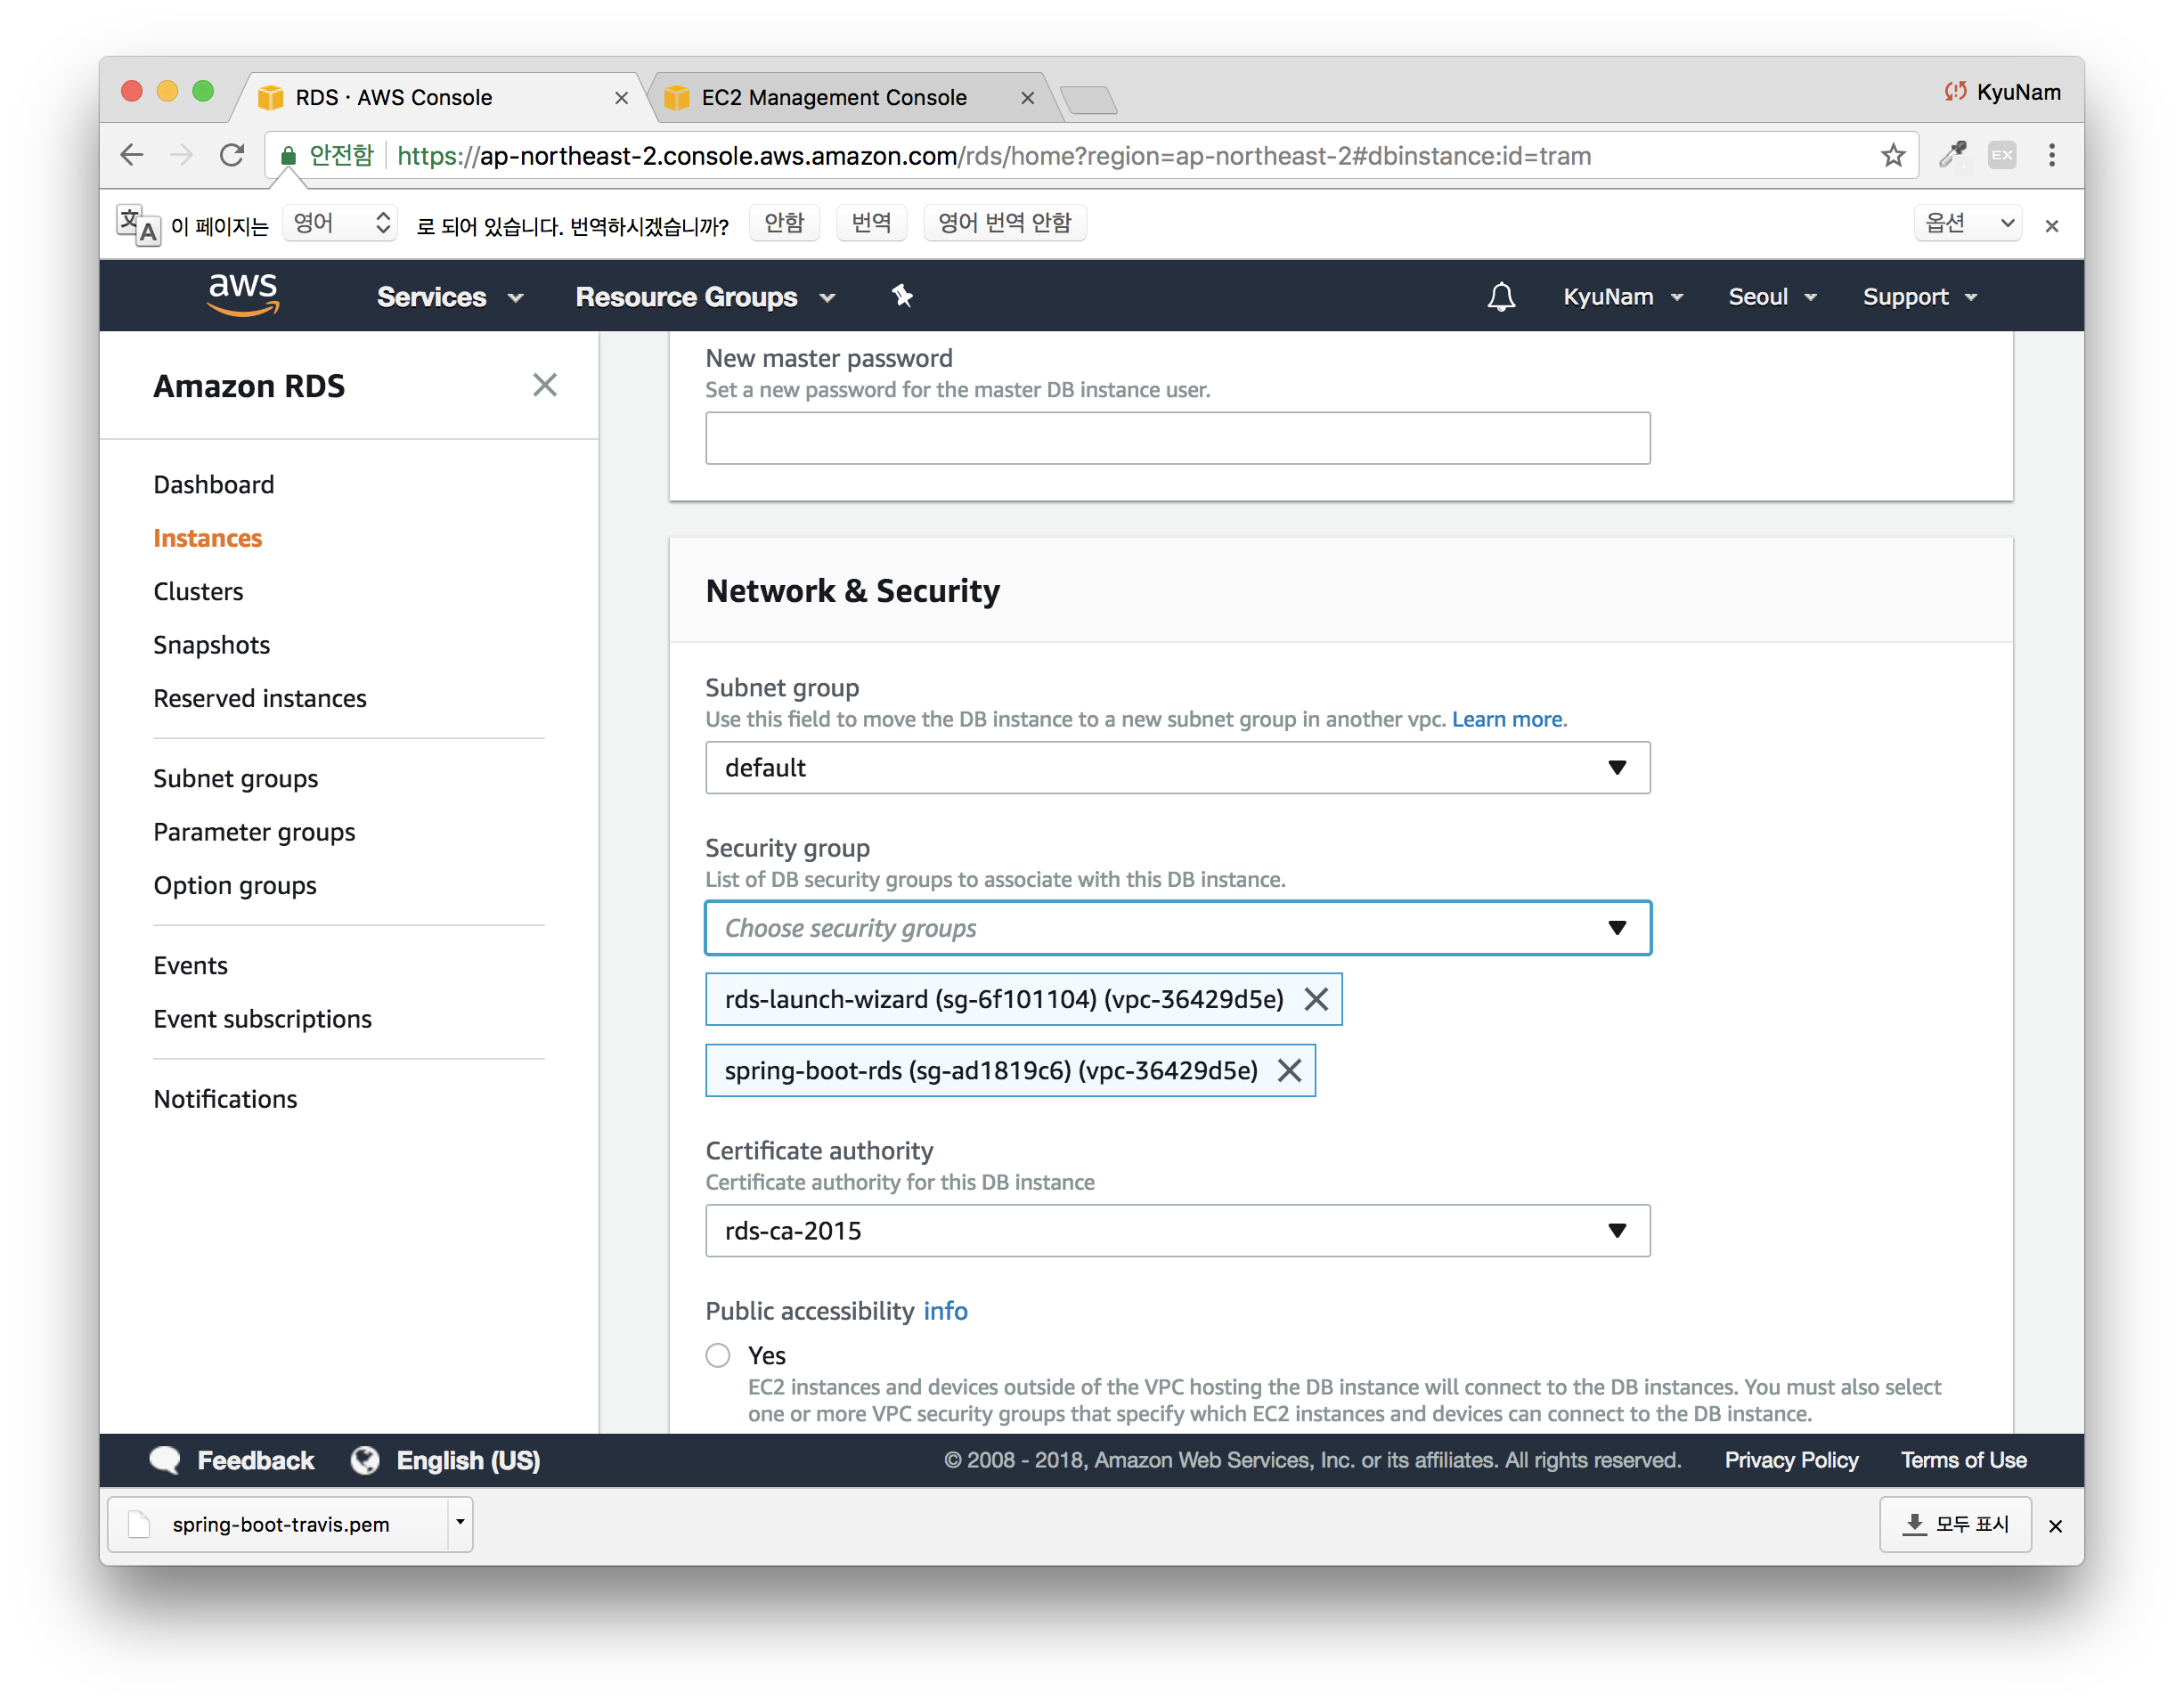 RDS · AWS Console
EC2 Management Console
KyuNam
안전함
https://ap-northeast-2.console.aws.amazon.com/rds/home?region=ap-northeast-2#dbinstance:id=tram
EX
文A 이 페이지는 영어 로 되어 있습니다. 번역하시겠습니까? 안함 번역 영어 번역 안함 옵션
aws Services Resource Groups KyuNam Seoul Support
Amazon RDS
Dashboard
Instances
Clusters
Snapshots
Reserved instances
Subnet groups
Parameter groups
Option groups
Events
Event subscriptions
Notifications
New master password
Set a new password for the master DB instance user.
Network & Security
Subnet group
Use this field to move the DB instance to a new subnet group in another vpc. Learn more.
default
Security group
List of DB security groups to associate with this DB instance.
Choose security groups
rds-launch-wizard (sg-6f101104) (vpc-36429d5e)
spring-boot-rds (sg-ad1819c6) (vpc-36429d5e)
Certificate authority
Certificate authority for this DB instance
rds-ca-2015
Public accessibility info
Yes
EC2 instances and devices outside of the VPC hosting the DB instance will connect to the DB instances. You must also select
one or more VPC security groups that specify which EC2 instances and devices can connect to the DB instance.
Feedback English (US) © 2008 - 2018, Amazon Web Services, Inc. or its affiliates. All rights reserved. Privacy Policy Terms of Use
spring-boot-travis.pem
모두 표시